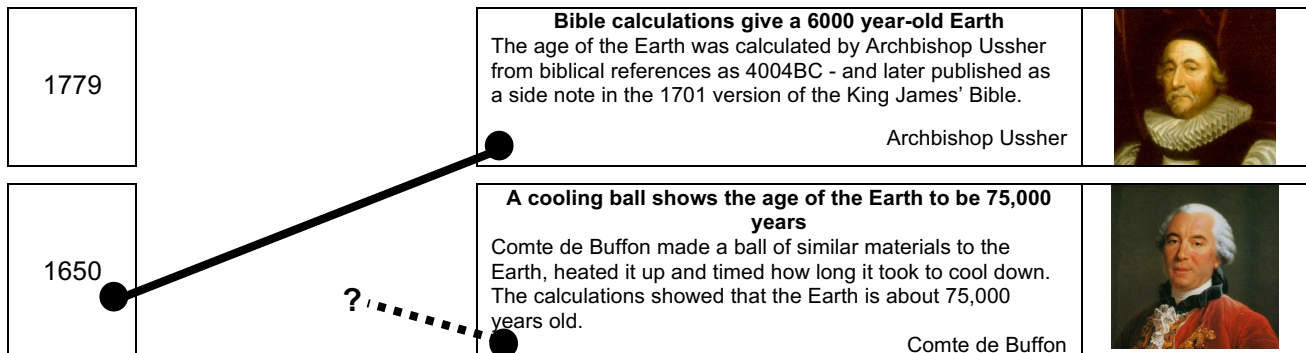 1779
Bible calculations give a 6000 year-old Earth
The age of the Earth was calculated by Archbishop Ussher
from biblical references as 4004BC - and later published as
a side note in the 1701 version of the King James' Bible.
Archbishop Ussher
1650
A cooling ball shows the age of the Earth to be 75,000
years
Comte de Buffon made a ball of similar materials to the
Earth, heated it up and timed how long it took to cool down.
The calculations showed that the Earth is about 75,000
years old.
?
Comte de Buffon